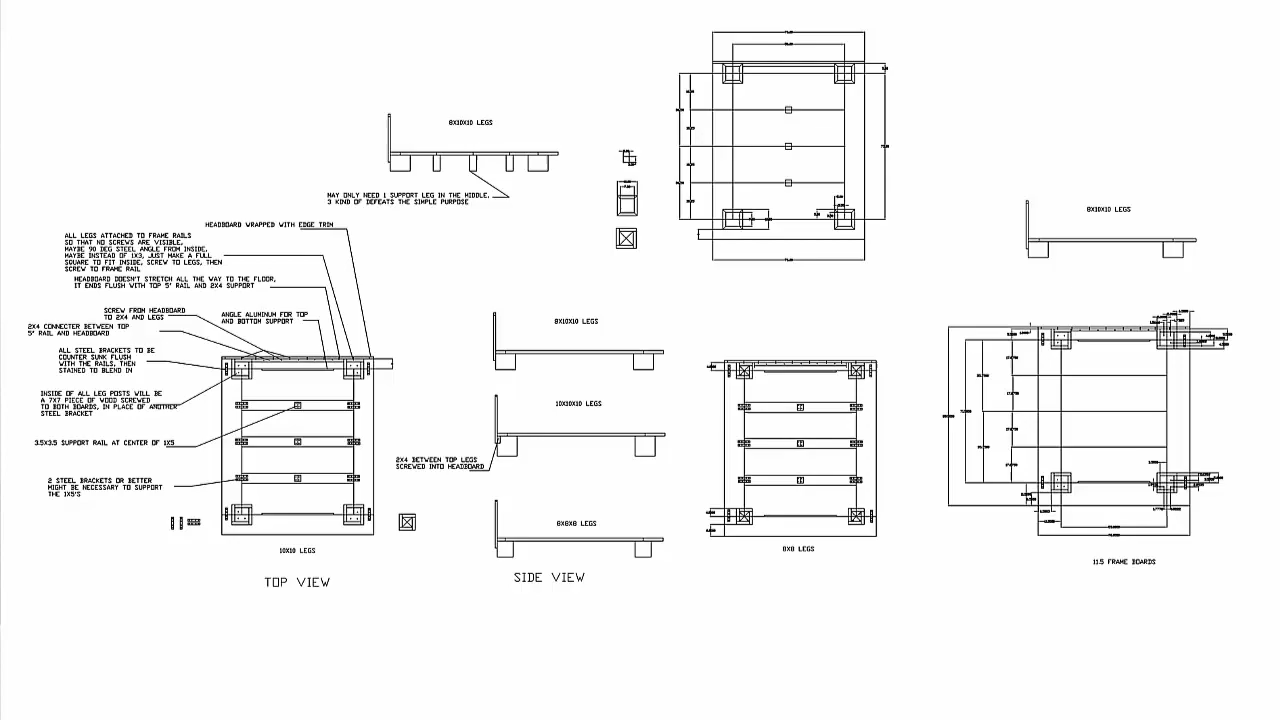 8X10X10 LEGS
MAY ONLY NEED 1 SUPPORT LEG IN THE MIDDLE,
3 KIND OF DEFEATS THE SIMPLE PURPOSE
HEADBOARD WRAPPED WITH EDGE TRIM
ALL LEGS ATTACHED TO FRAME RAILS
SO THAT NO SCREWS ARE VISIBLE,
MAYBE 90 DEG STEEL ANGLE FROM INSIDE,
MAYBE INSTEAD OF 1X3, JUST MAKE A FULL
SQUARE TO FIT INSIDE, SCREW TO LEGS, THEN
SCREW TO FRAME RAIL
HEADBOARD DOESN'T STRETCH ALL THE WAY TO THE FLOOR,
IT ENDS FLUSH WITH TOP 5' RAIL AND 2X4 SUPPORT
SCREW FROM HEADBOARD
TO 2X4 AND LEGS
ANGLE ALUMINUM FOR TOP
AND BOTTOM SUPPORT
2X4 CONNECTER BETWEEN TOP
5' RAIL AND HEADBOARD
ALL STEEL BRACKETS TO BE
COUNTER SUNK FLUSH
WITH THE RAILS, THEN
STAINED TO BLEND IN
INSIDE OF ALL LEG POSTS WILL BE
A 7X7 PIECE OF WOOD SCREWED
TO BOTH BOARDS, IN PLACE OF ANOTHER
STEEL BRACKET
3.5X3.5 SUPPORT RAIL AT CENTER OF 1X5
2 STEEL BRACKETS OR BETTER
MIGHT BE NECESSARY TO SUPPORT
THE 1X5'S
10X10 LEGS
TOP VIEW
8X10X10 LEGS
10X10X10 LEGS
2X4 BETWEEN TOP LEGS
SCREWED INTO HEADBOARD
8X8X8 LEGS
SIDE VIEW
8X8 LEGS
8X10X10 LEGS
11.5 FRAME BOARDS